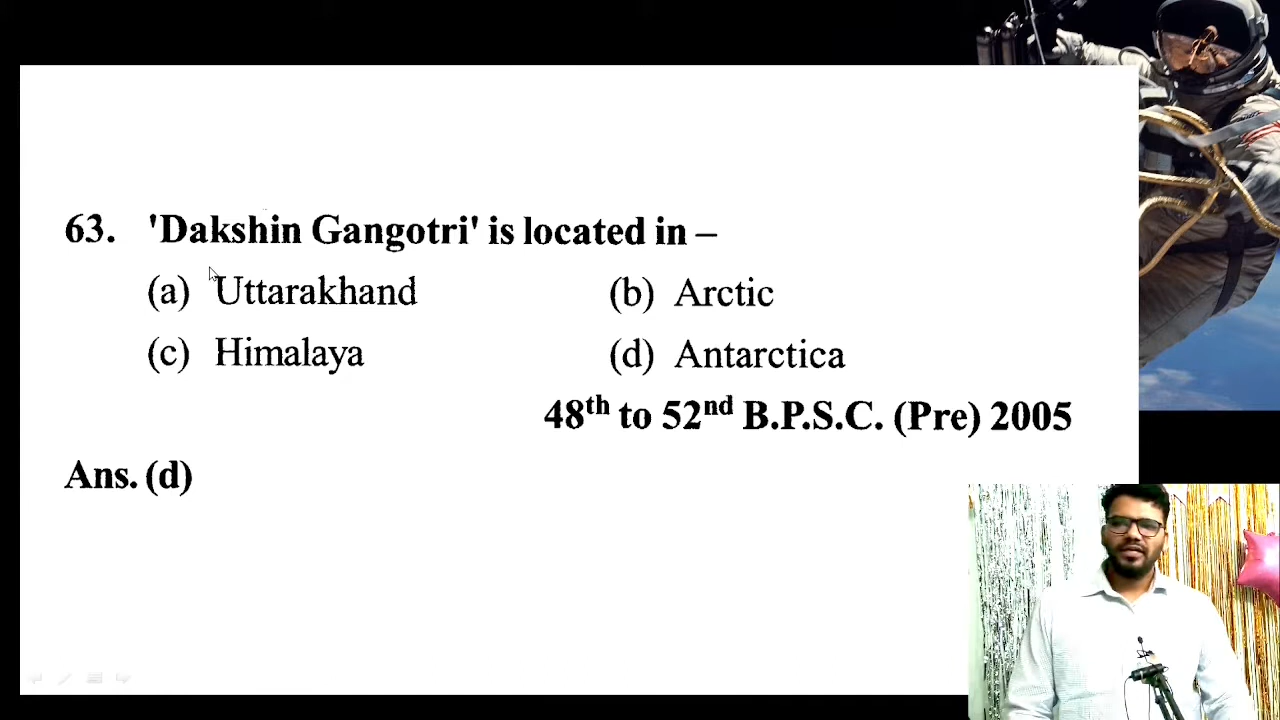 63. 'Dakshin Gangotri' is located in –
(a) Uttarakhand (b) Arctic
(c) Himalaya (d) Antarctica
48th to 52nd B.P.S.C. (Pre) 2005
Ans. (d)